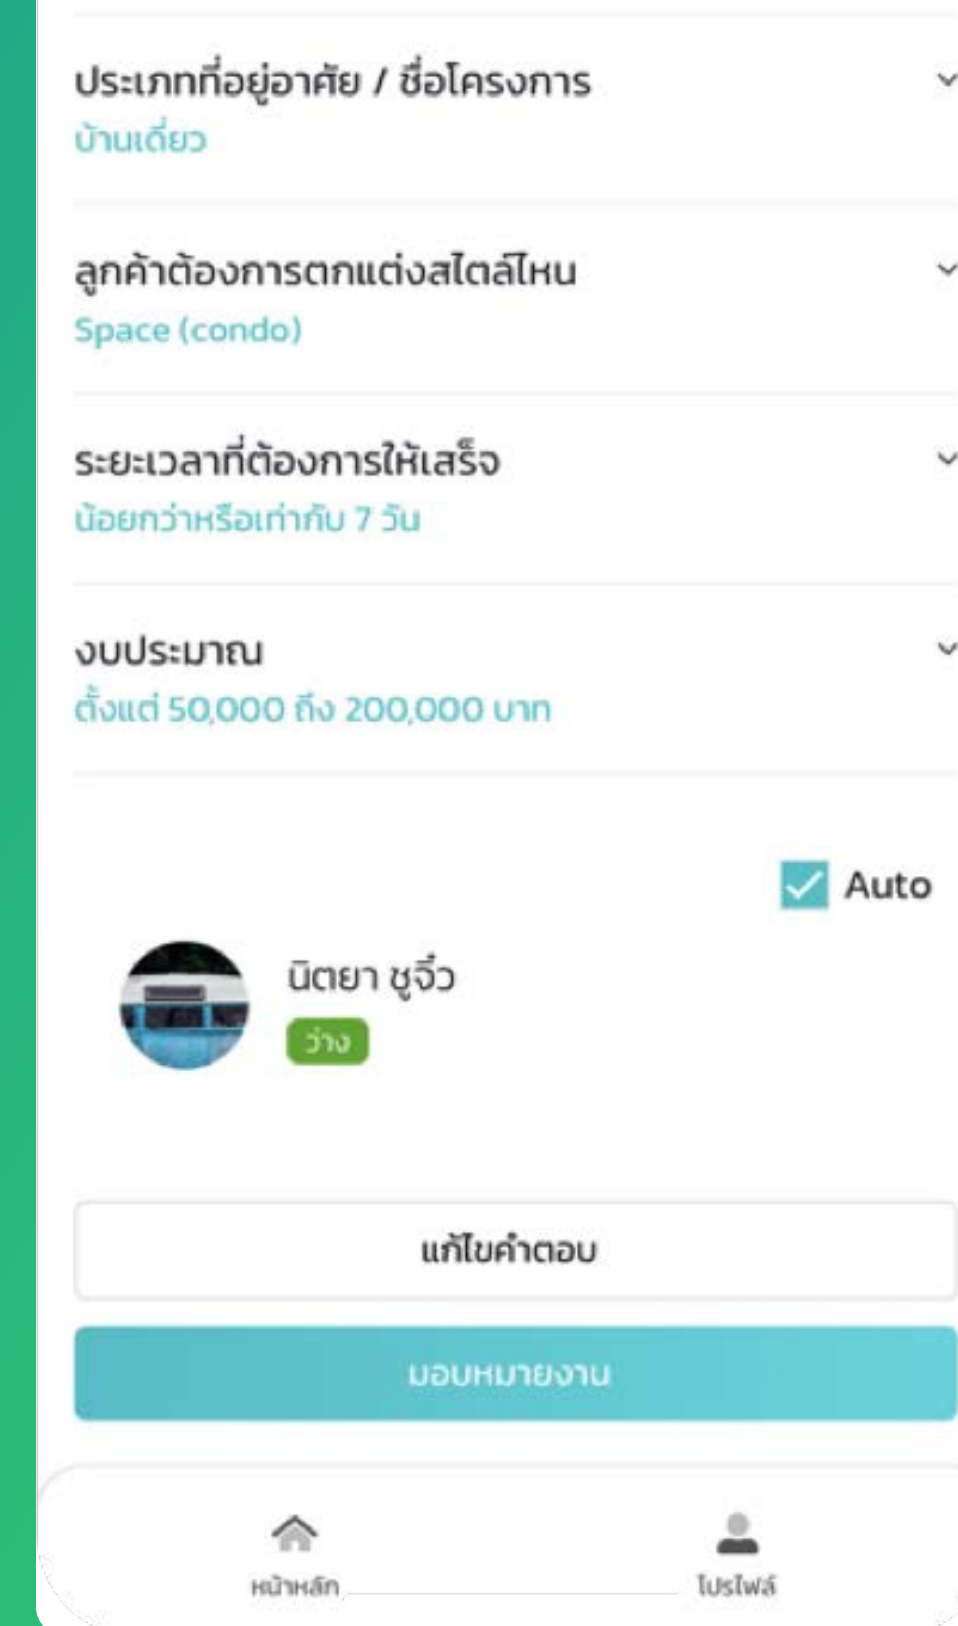 ประเภทที่อยู่อาศัย / ชื่อโครงการ
บ้านเดี่ยว
ลูกค้าต้องการตกแต่งสไตล์ไหน
Space (condo)
ระยะเวลาที่ต้องการให้เสร็จ
น้อยกว่าหรือเท่ากับ 7 วัน
งบประมาณ
ตั้งแต่ 50,000 ถึง 200,000 บาท
Auto
นิตยา ชูจิ๋ว
ว่าง
แก้ไขคำตอบ
มอบหมายงาน
หน้าหลัก
โปรไฟล์